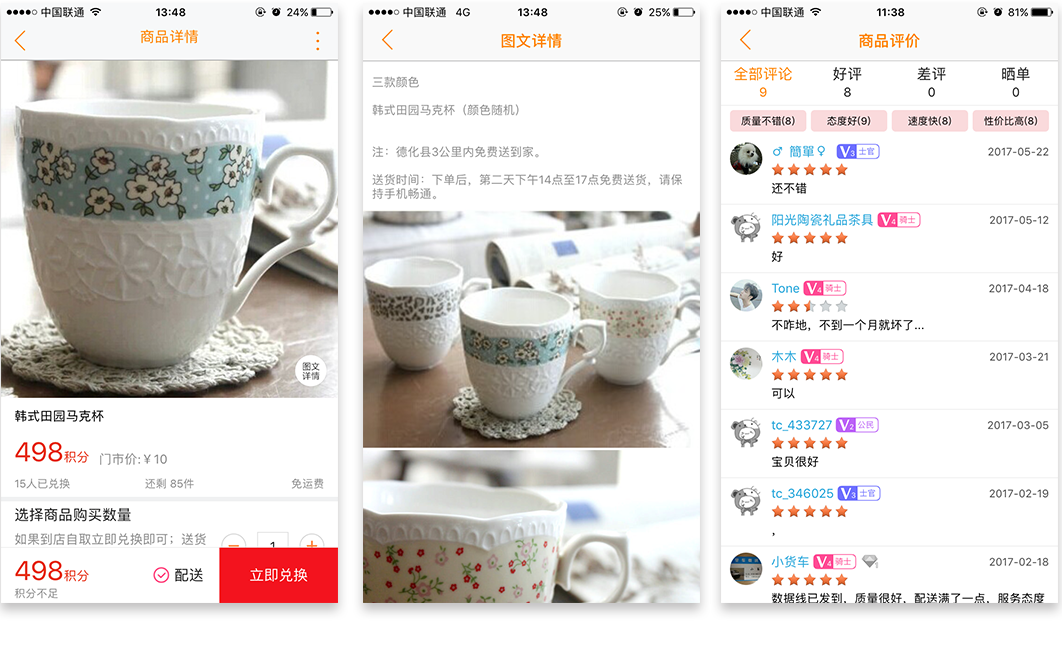 中国联通 13:48 24%
商品详情
图文
详情
韩式田园马克杯
498积分 门市价:￥10
15人已兑换 还剩 85件 免运费
选择商品购买数量
如果到店自取立即兑换即可；送货
1
498积分
积分不足
配送
立即兑换
中国联通 4G 13:48 25%
图文详情
三款颜色
韩式田园马克杯（颜色随机）
注：德化县3公里内免费送到家。
送货时间：下单后，第二天下午14点至17点免费送货，请保
持手机畅通。
中国联通 11:38 81%
商品评价
全部评论 好评 差评 晒单
9 8 0 0
质量不错(8) 态度好(9) 速度快(8) 性价比高(8)
♂ 簡單♀ V3 士官 2017-05-22
还不错
阳光陶瓷礼品茶具 V4 骑士 2017-05-12
好
Tone V4 骑士 2017-04-18
不咋地，不到一个月就坏了...
木木 V4 骑士 2017-03-21
可以
tc_433727 V2 公民 2017-03-05
宝贝很好
tc_346025 V3 士官 2017-02-19
，
小货车 V4 骑士 2017-02-18
数据线已发到，质量很好，配送满了一点，服务态度